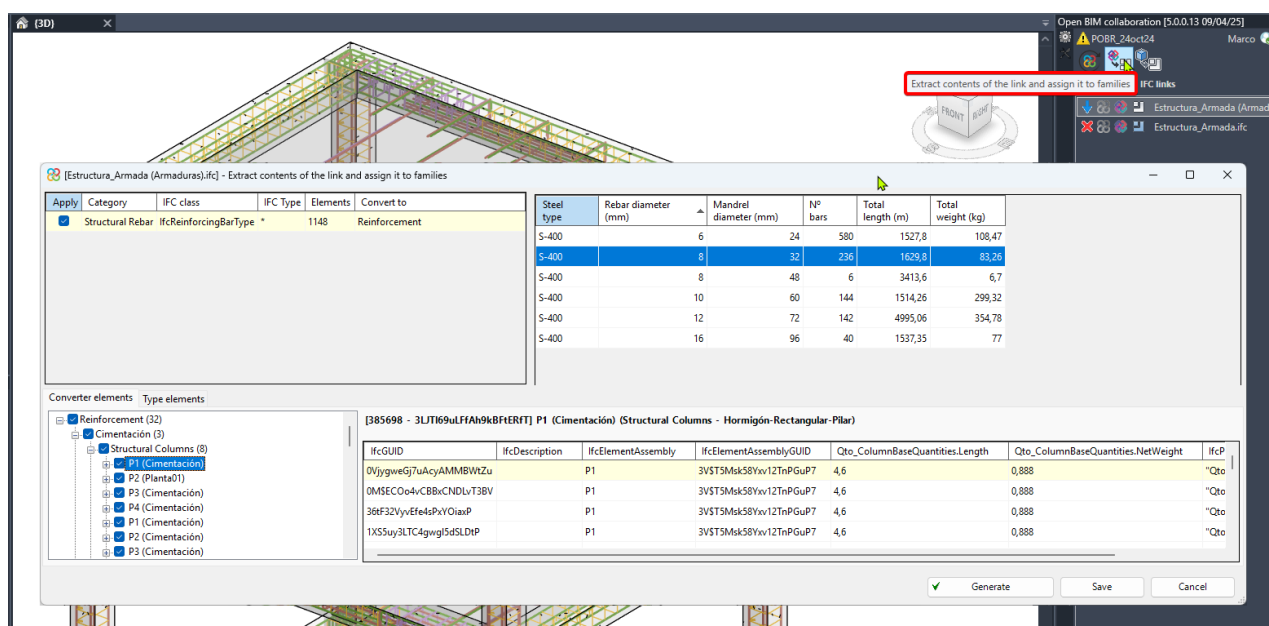 {3D}
Open BIM collaboration [5.0.0.13 09/04/25]
POBR_24oct24 Marco
Extract contents of the link and assign it to families
IFC links
Estructura_Armada (Armad
Estructura_Armada.ifc
FRONT RIGHT
[Estructura_Armada (Armaduras).ifc] - Extract contents of the link and assign it to families
Apply Category IFC class IFC Type Elements Convert to
Structural Rebar IfcReinforcingBarType * 1148 Reinforcement
Steel type Rebar diameter (mm) Mandrel diameter (mm) Nº bars Total length (m) Total weight (kg)
S-400 6 24 580 1527,8 108,47
S-400 8 32 236 1629,8 83,26
S-400 8 48 6 3413,6 6,7
S-400 10 60 144 1514,26 299,32
S-400 12 72 142 4995,06 354,78
S-400 16 96 40 1537,35 77
Converter elements Type elements
Reinforcement (32)
Cimentación (3)
Structural Columns (8)
P1 (Cimentación)
P2 (Planta01)
P3 (Cimentación)
P4 (Cimentación)
P1 (Cimentación)
P2 (Cimentación)
P3 (Cimentación)
[385698 - 3LJTl69uLFfAh9kBFtERfT] P1 (Cimentación) (Structural Columns - Hormigón-Rectangular-Pilar)
IfcGUID IfcDescription IfcElementAssembly IfcElementAssemblyGUID Qto_ColumnBaseQuantities.Length Qto_ColumnBaseQuantities.NetWeight IfcP
0VjygweGj7uAcyAMMBWtZu P1 3V$T5Msk58Yxv12TnPGuP7 4,6 0,888 "Qto
0M$ECOo4vCBBxCNDLvT3BV P1 3V$T5Msk58Yxv12TnPGuP7 4,6 0,888 "Qto
36tF32VyvEfe4sPxYOiaxP P1 3V$T5Msk58Yxv12TnPGuP7 4,6 0,888 "Qto
1XS5uy3LTC4gwgI5dSLDtP P1 3V$T5Msk58Yxv12TnPGuP7 4,6 0,888 "Qto
Generate Save Cancel